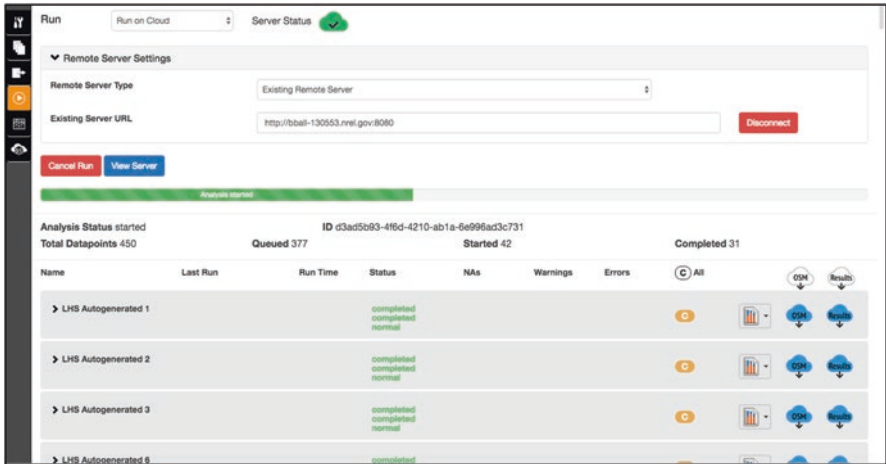 Run Run on Cloud Server Status
Remote Server Settings
Remote Server Type Existing Remote Server
Existing Server URL http://bball-130553.nrel.gov:8080 Disconnect
Cancel Run View Server
Analysis started
Analysis Status started ID d3ad5b93-4f6d-4210-ab1a-6e996ad3c731
Total Datapoints 450 Queued 377 Started 42 Completed 31
Name Last Run Run Time Status NAs Warnings Errors C All OSM Results
LHS Autogenerated 1 completed C OSM Results
completed
normal
LHS Autogenerated 2 completed C OSM Results
completed
normal
LHS Autogenerated 3 completed C OSM Results
completed
normal
LHS Autogenerated 6 completed